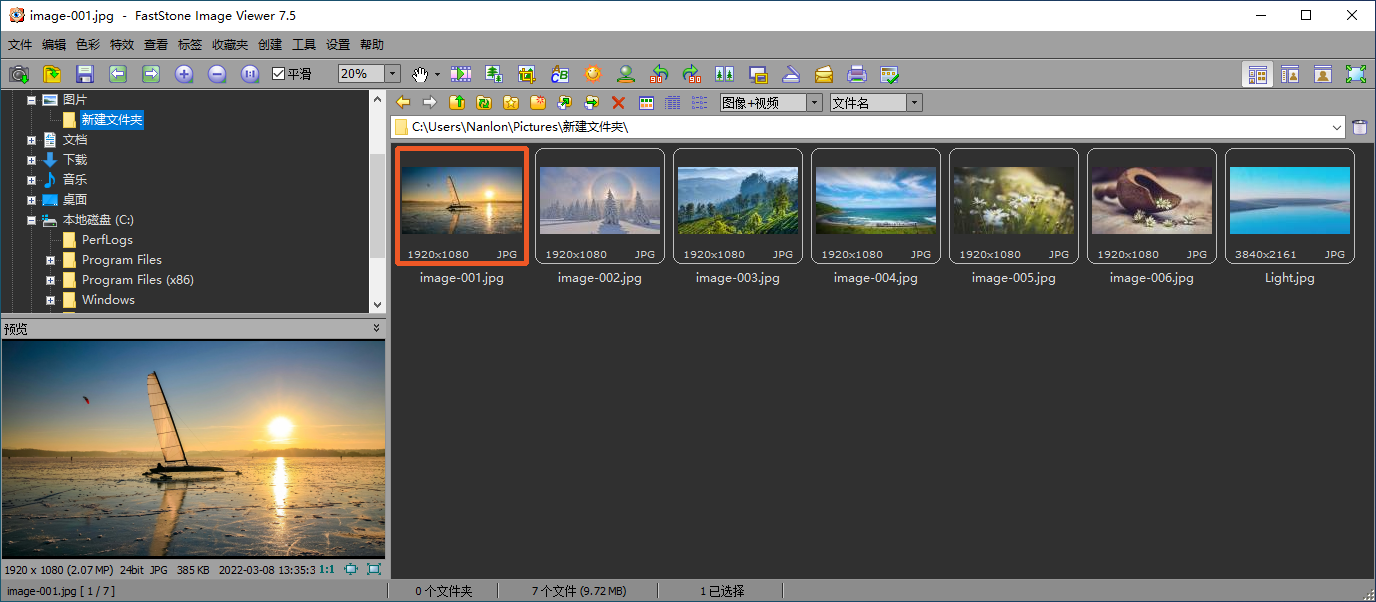 image-001.jpg - FastStone Image Viewer 7.5
文件 编辑 色彩 特效 查看 标签 收藏夹 创建 工具 设置 帮助
1:1 平滑 20% CB 90 90
图片
新建文件夹
文档
下载
音乐
桌面
本地磁盘 (C:)
PerfLogs
Program Files
Program Files (x86)
Windows
图像+视频 文件名
C:\Users\Nanlon\Pictures\新建文件夹\
1920x1080 JPG
image-001.jpg
1920x1080 JPG
image-002.jpg
1920x1080 JPG
image-003.jpg
1920x1080 JPG
image-004.jpg
1920x1080 JPG
image-005.jpg
1920x1080 JPG
image-006.jpg
3840x2161 JPG
Light.jpg
预览
1920 x 1080 (2.07 MP) 24bit JPG 385 KB 2022-03-08 13:35:3 1:1
image-001.jpg [ 1 / 7 ]
0 个文件夹
7 个文件 (9.72 MB)
1 已选择